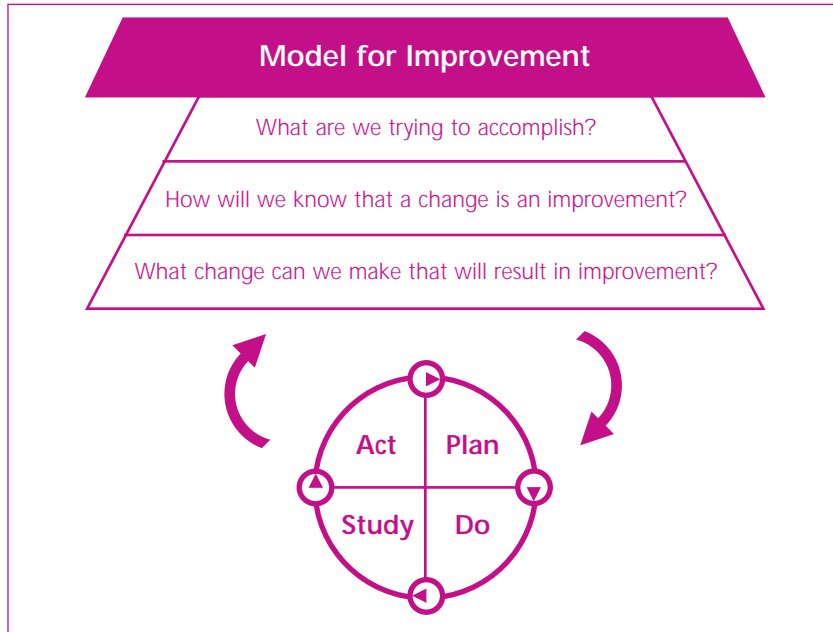 Model for Improvement
What are we trying to accomplish?
How will we know that a change is an improvement?
What change can we make that will result in improvement?
Act Plan
Study Do